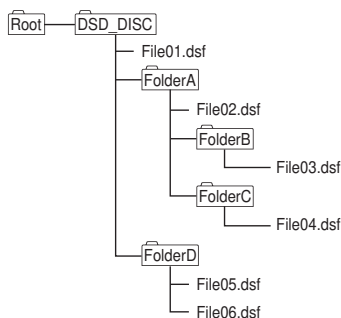 Root DSD_DISC
File01.dsf
FolderA
File02.dsf
FolderB
File03.dsf
FolderC
File04.dsf
FolderD
File05.dsf
File06.dsf